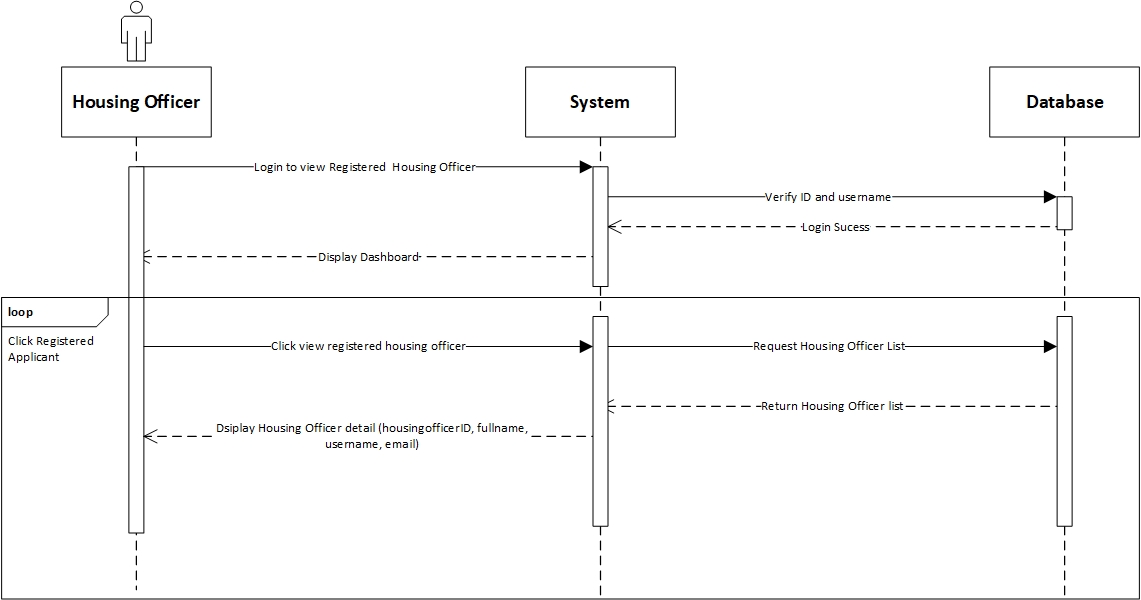 Housing Officer
System
Database
Login to view Registered  Housing Officer
Verify ID and username
Login Sucess
Display Dashboard
loop
Click Registered
Applicant
Click view registered housing officer
Request Housing Officer List
Return Housing Officer list
Dsiplay Housing Officer detail (housingofficerID, fullname,
username, email)